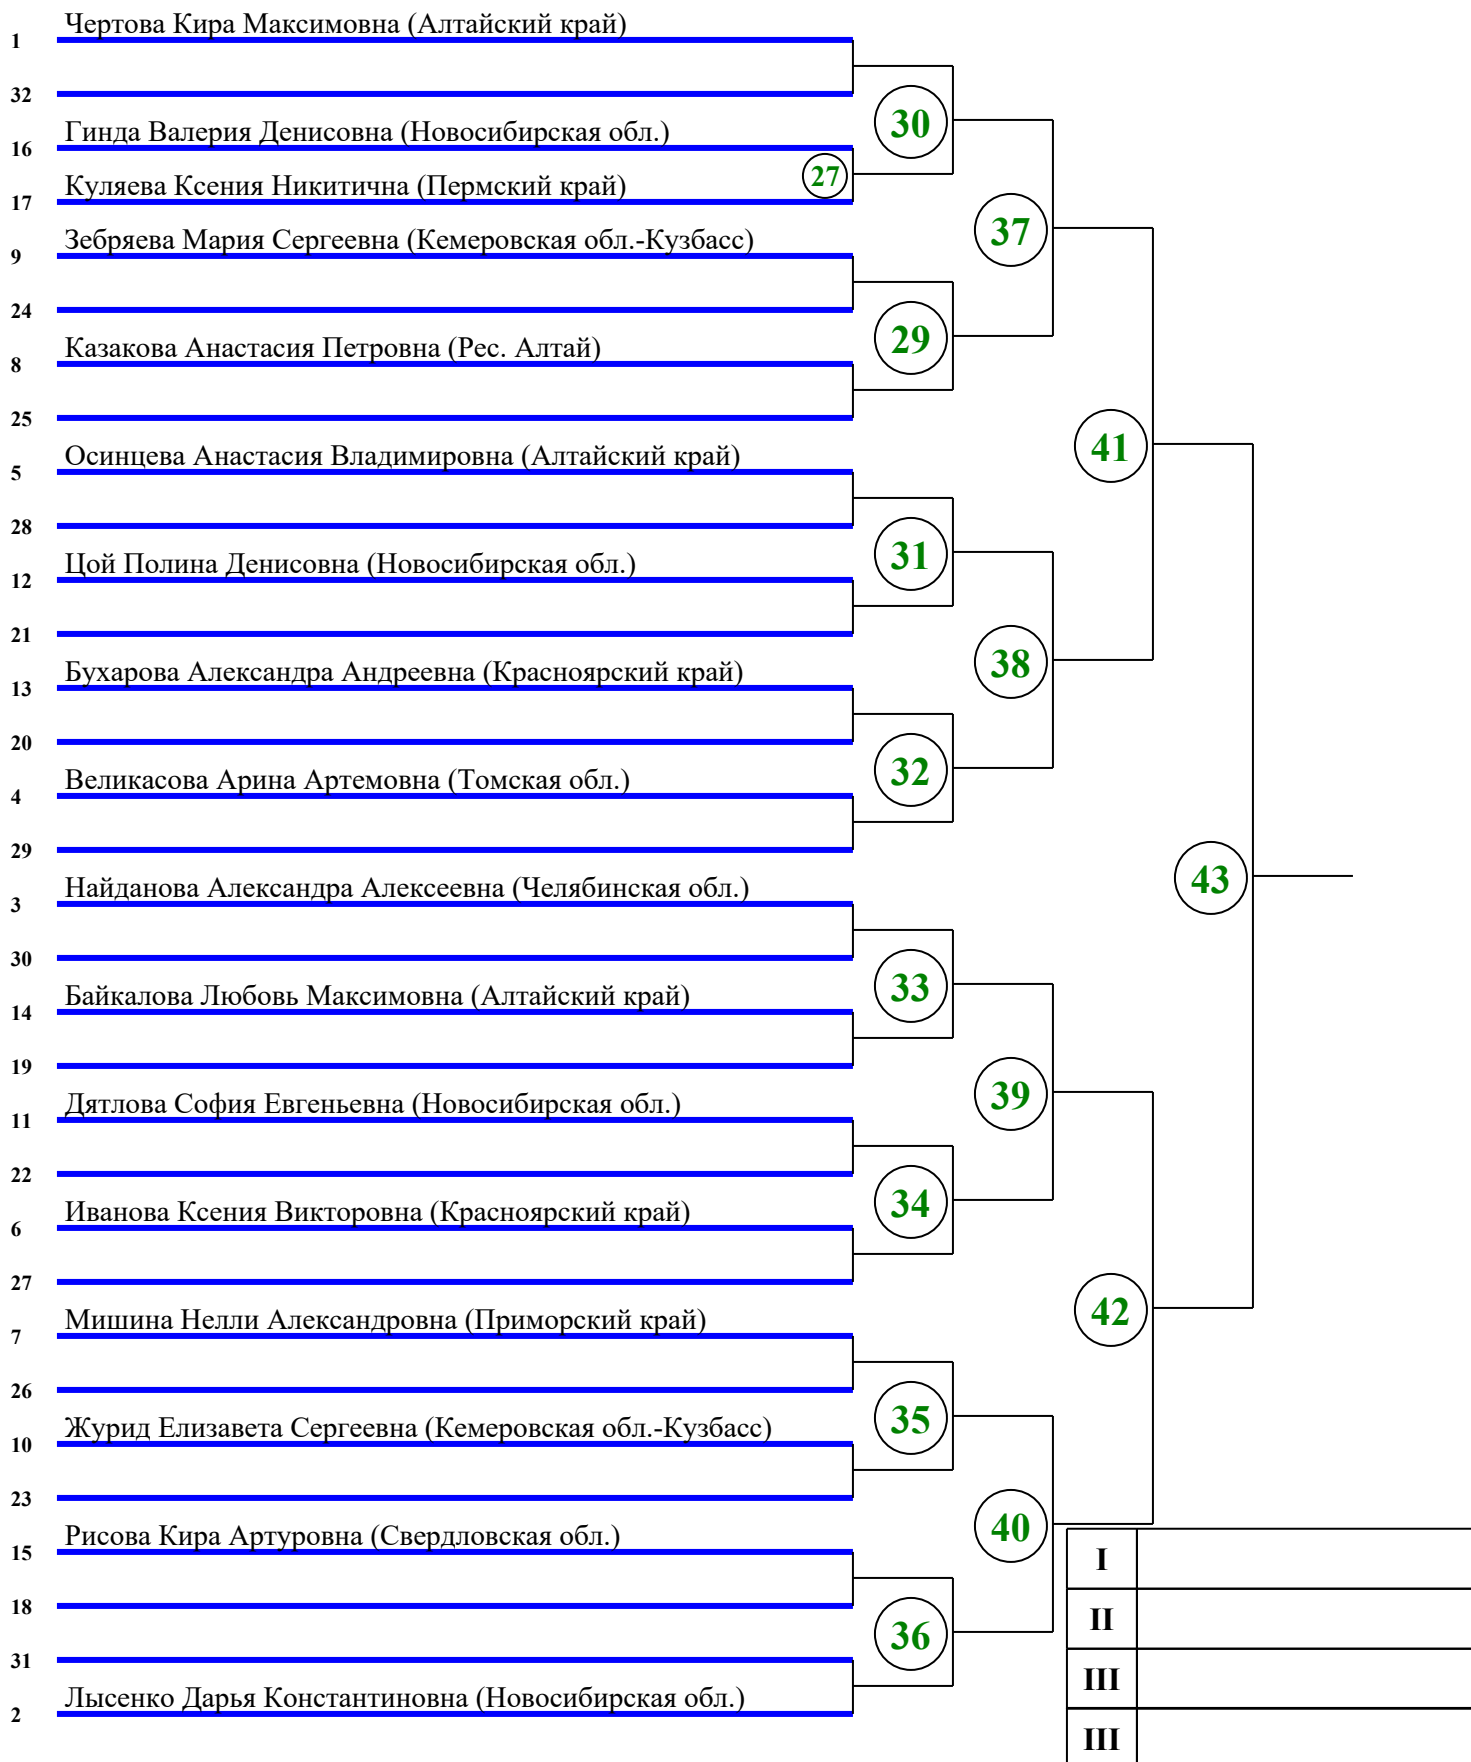 Чертова Кира Максимовна (Алтайский край)
1
32
30
Гинда Валерия Денисовна (Новосибирская обл.)
16
27
Куляева Ксения Никитична (Пермский край)
17
37
Зебряева Мария Сергеевна (Кемеровская обл.-Кузбасс)
9
24
29
Казакова Анастасия Петровна (Рес. Алтай)
8
25
41
Осинцева Анастасия Владимировна (Алтайский край)
5
28
31
Цой Полина Денисовна (Новосибирская обл.)
12
21
38
Бухарова Александра Андреевна (Красноярский край)
13
20
32
Великасова Арина Артемовна (Томская обл.)
4
29
43
Найданова Александра Алексеевна (Челябинская обл.)
3
30
33
Байкалова Любовь Максимовна (Алтайский край)
14
19
39
Дятлова София Евгеньевна (Новосибирская обл.)
11
22
34
Иванова Ксения Викторовна (Красноярский край)
6
27
42
Мишина Нелли Александровна (Приморский край)
7
26
35
Журид Елизавета Сергеевна (Кемеровская обл.-Кузбасс)
10
23
40
Рисова Кира Артуровна (Свердловская обл.)
15
I
18
II
36
31
III
Лысенко Дарья Константиновна (Новосибирская обл.)
2
III